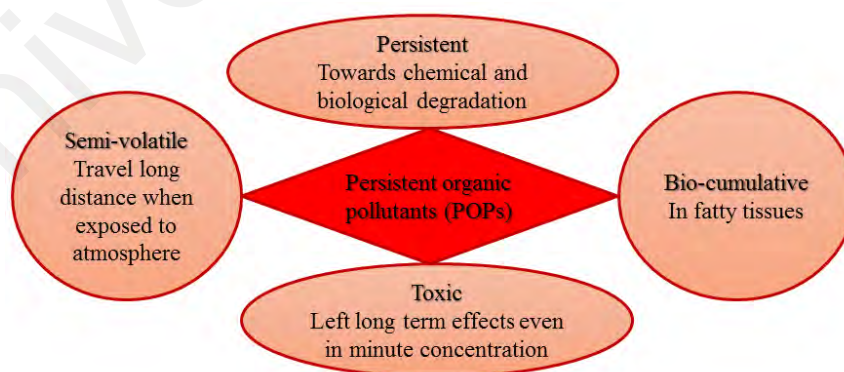 Persistent
Towards chemical and
biological degradation
Semi-volatile
Travel long
distance when
exposed to
atmosphere
Persistent organic
pollutants (POPs)
Bio-cumulative
In fatty tissues
Toxic
Left long term effects even
in minute concentration